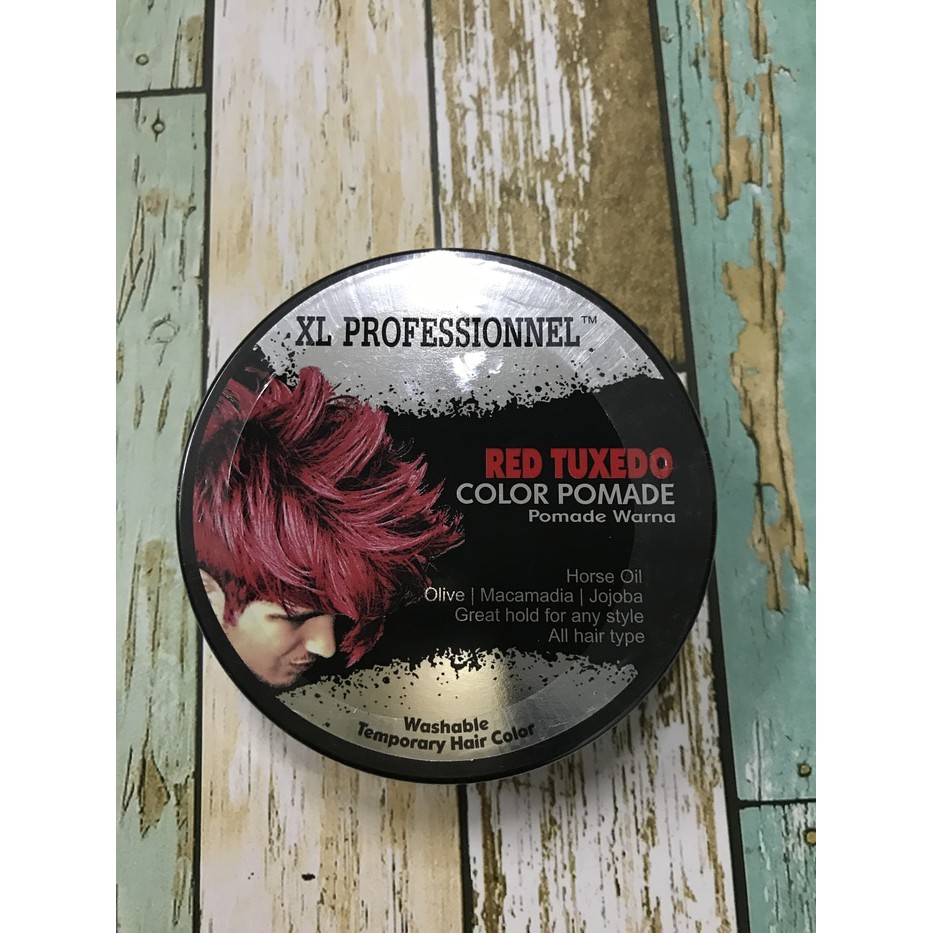 XL PROFESSIONNEL™
RED TUXEDO
COLOR POMADE
Pomade Warna
Horse Oil
Olive | Macamadia | Jojoba
Great hold for any style
All hair type
Washable
Temporary Hair Color